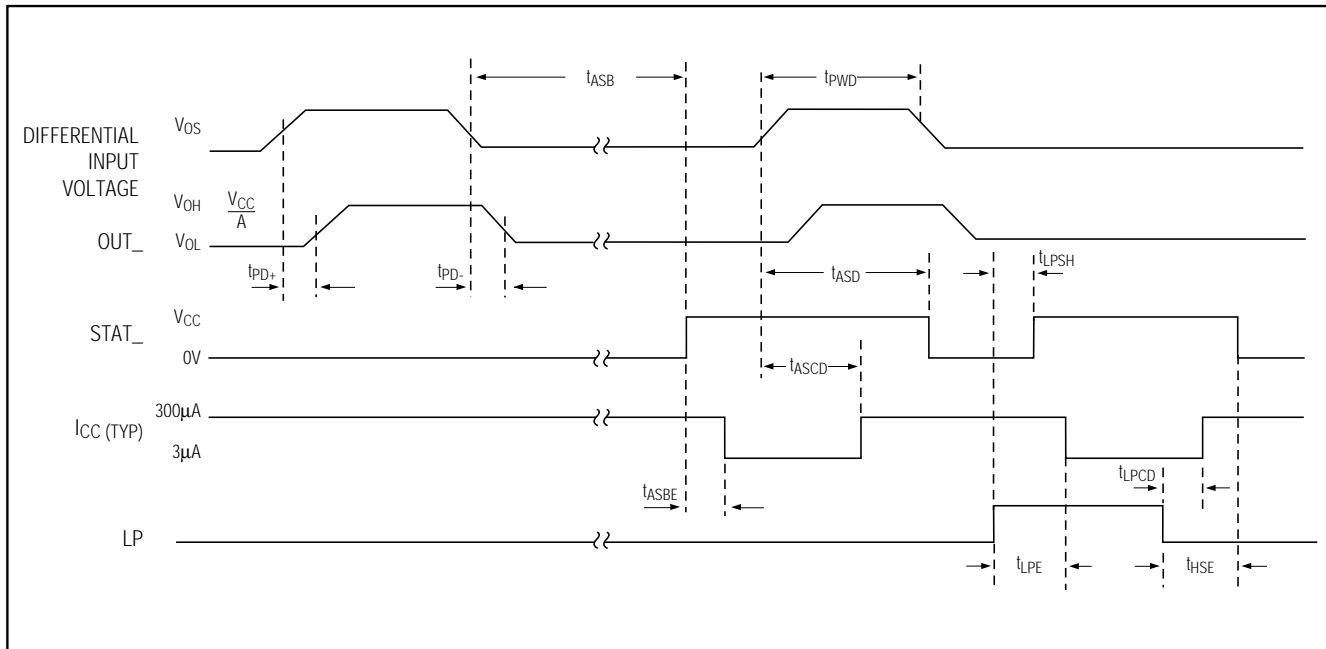 tASB
tPWD
DIFFERENTIAL
INPUT
VOLTAGE
VOS
VOH
VCC
A
OUT_
VOL
tPD+
tPD-
tASD
tLPSH
STAT_
VCC
0V
tASCD
ICC (TYP)
300µA
3µA
tASBE
tLPCD
LP
tLPE
tHSE